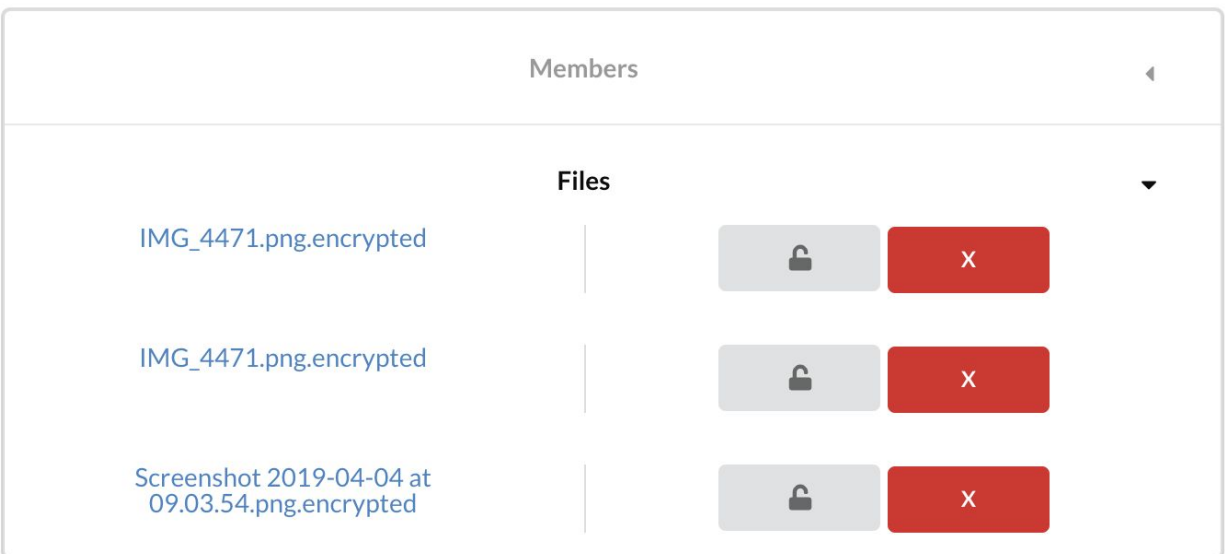 Members
Files
IMG_4471.png.encrypted
X
IMG_4471.png.encrypted
X
Screenshot 2019-04-04 at
09.03.54.png.encrypted
X